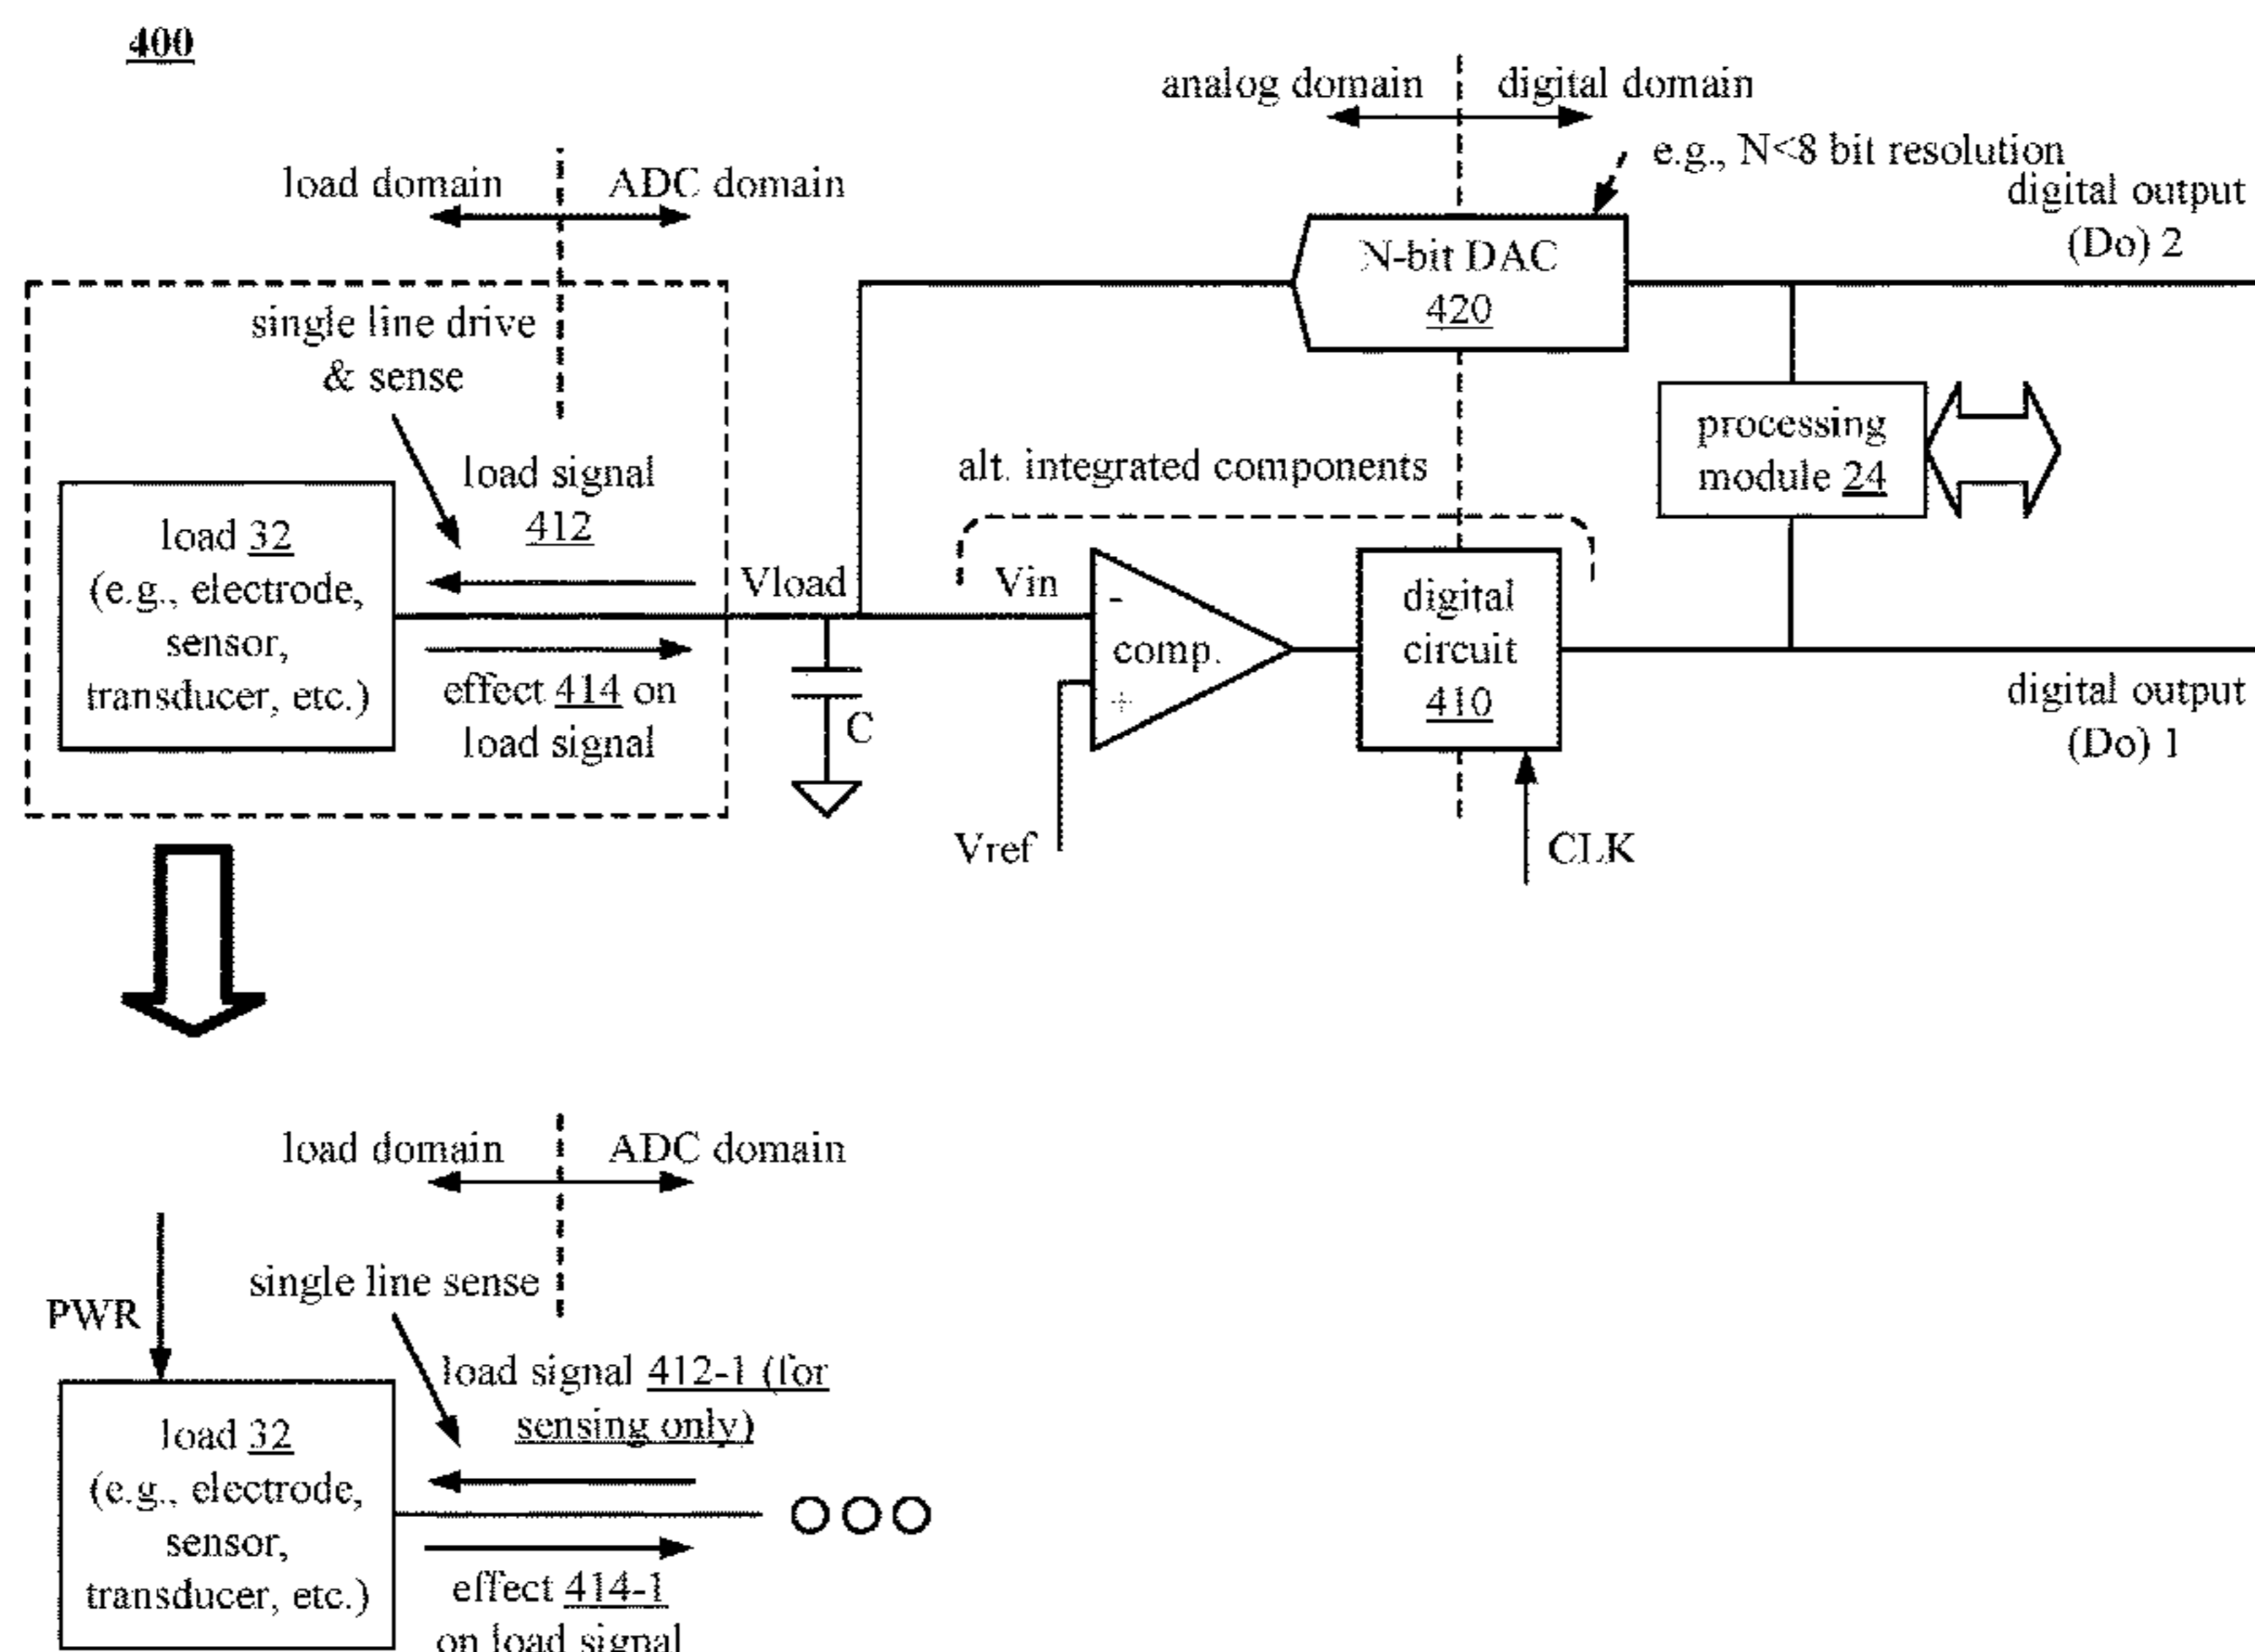 400
analog domain
digital domain
e.g., N<8 bit resolution
load domain
ADC domain
digital output
(Do) 2
N-bit DAC
420
single line drive
& sense
processing
module 24
load signal
412
alt. integrated components
load 32
(e.g., electrode,
sensor,
transducer, etc.)
Vload
Vin
-
comp.
+
digital
circuit
410
effect 414 on
load signal
C
digital output
(Do) 1
Vref
CLK
load domain
ADC domain
single line sense
PWR
load signal 412-1 (for
sensing only)
load 32
(e.g., electrode,
sensor,
transducer, etc.)
effect 414-1
on load signal